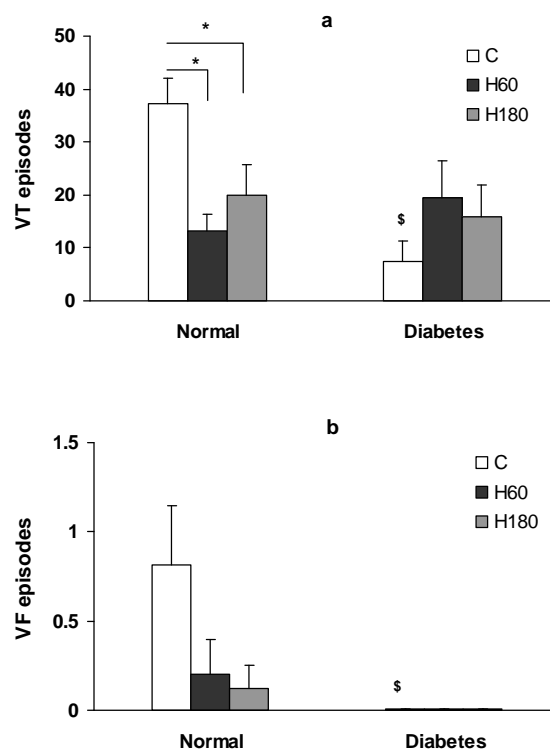 a
*
*
C
H60
H180
VT episodes
50
40
30
20
10
0
$
Normal
Diabetes
b
C
H60
H180
VF episodes
1.5
1
0.5
0
$
Normal
Diabetes